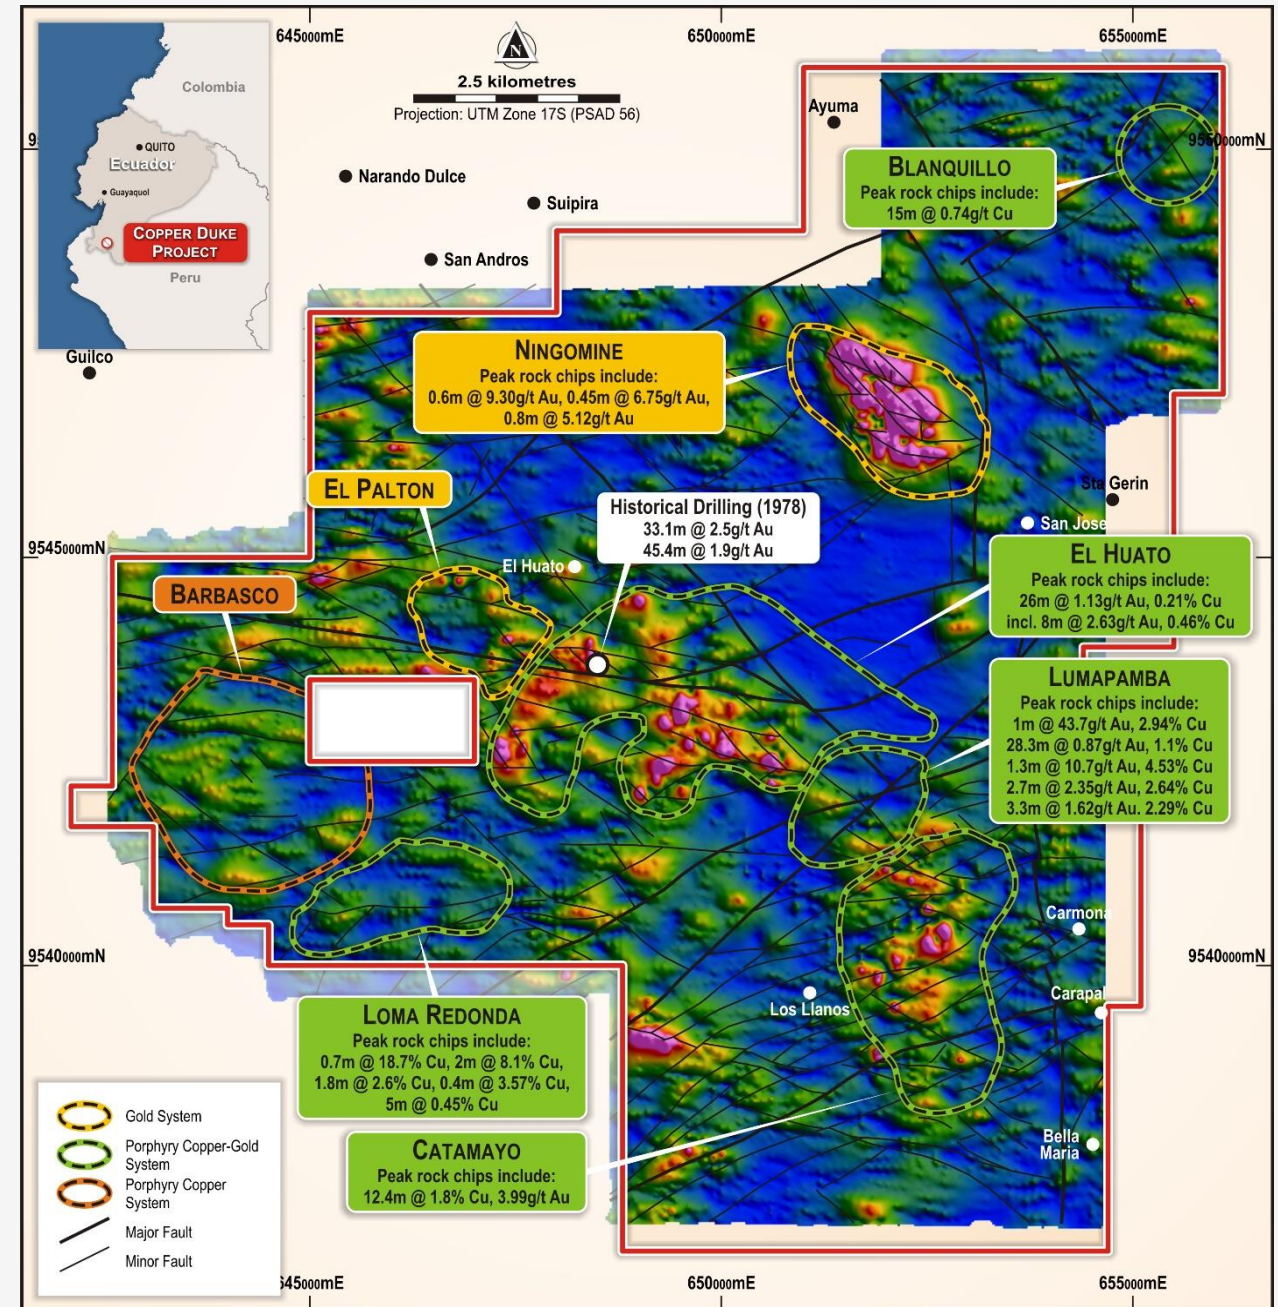 645000mE
650000mE
655000mE
N
2.5 kilometres
Projection: UTM Zone 17S (PSAD 56)
Colombia
QUITO
Ecuador
Guayaquol
COPPER DUKE
PROJECT
Peru
Guilco
Ayuma
9550000mN
Narando Dulce
Suipira
San Andros
BLANQUILLO
Peak rock chips include:
15m @ 0.74g/t Cu
NINGOMINE
Peak rock chips include:
0.6m @ 9.30g/t Au, 0.45m @ 6.75g/t Au,
0.8m @ 5.12g/t Au
EL PALTON
Sta Gerin
Historical Drilling (1978)
33.1m @ 2.5g/t Au
45.4m @ 1.9g/t Au
San Jose
9545000mN
El Huato
EL HUATO
Peak rock chips include:
26m @ 1.13g/t Au, 0.21% Cu
incl. 8m @ 2.63g/t Au, 0.46% Cu
BARBASCO
LUMAPAMBA
Peak rock chips include:
1m @ 43.7g/t Au, 2.94% Cu
28.3m @ 0.87g/t Au, 1.1% Cu
1.3m @ 10.7g/t Au, 4.53% Cu
2.7m @ 2.35g/t Au, 2.64% Cu
3.3m @ 1.62g/t Au. 2.29% Cu
Carmona
9540000mN
9540000mN
Carapal
Los Llanos
LOMA REDONDA
Peak rock chips include:
0.7m @ 18.7% Cu, 2m @ 8.1% Cu,
1.8m @ 2.6% Cu, 0.4m @ 3.57% Cu,
5m @ 0.45% Cu
CATAMAYO
Peak rock chips include:
12.4m @ 1.8% Cu, 3.99g/t Au
Bella
Maria
Gold System
Porphyry Copper-Gold
System
Porphyry Copper
System
Major Fault
Minor Fault
645000mE
650000mE
655000mE